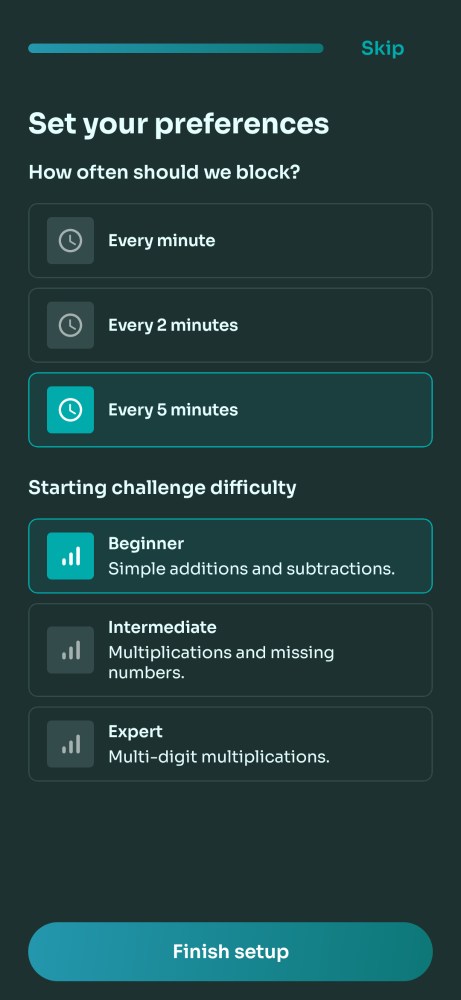 Skip
Set your preferences
How often should we block?
Every minute
Every 2 minutes
Every 5 minutes
Starting challenge difficulty
Beginner
Simple additions and subtractions.
Intermediate
Multiplications and missing
numbers.
Expert
Multi-digit multiplications.
Finish setup